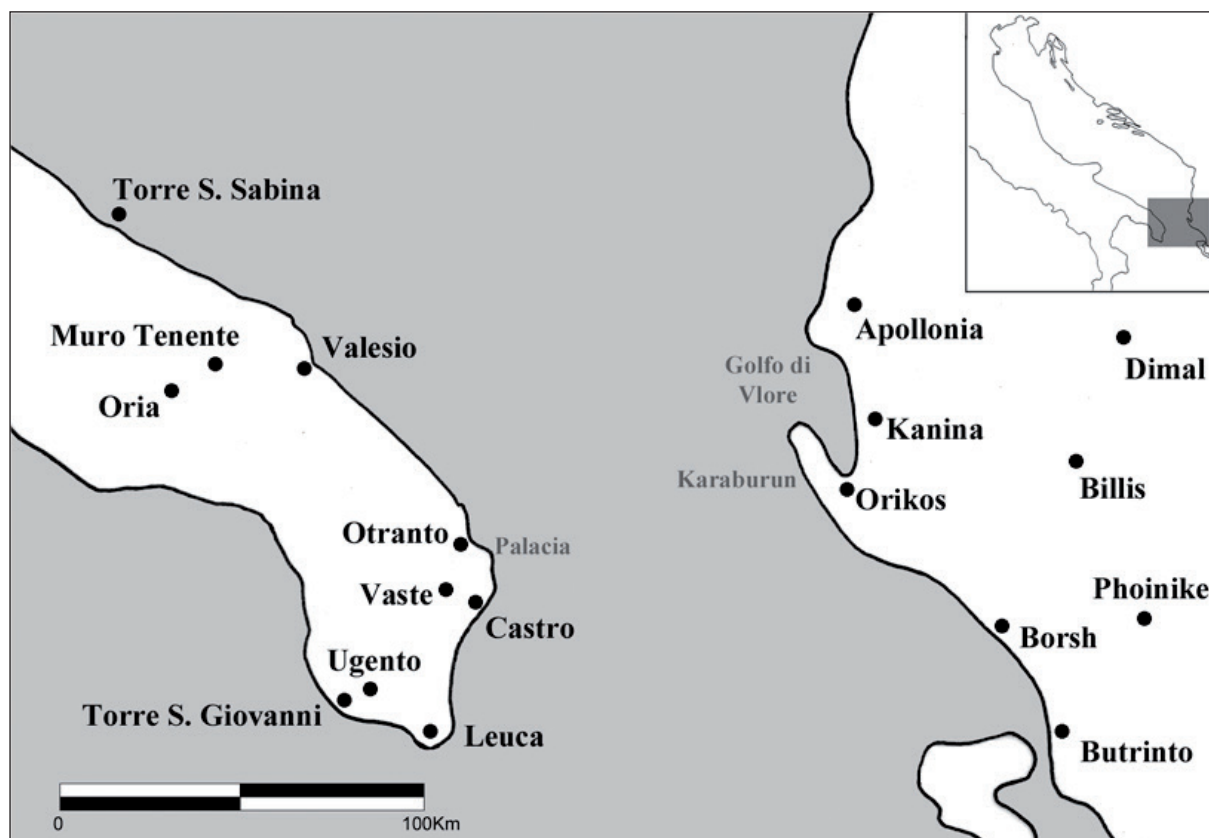 Torre S. Sabina
Muro Tenente
Valesio
Oria
Otranto
Palacia
Vaste
Castro
Ugento
Torre S. Giovanni
Leuca
0
100Km
Apollonia
Dimal
Golfo di
Vlore
Kanina
Karaburun
Orikos
Billis
Phoinike
Borsh
Butrinto